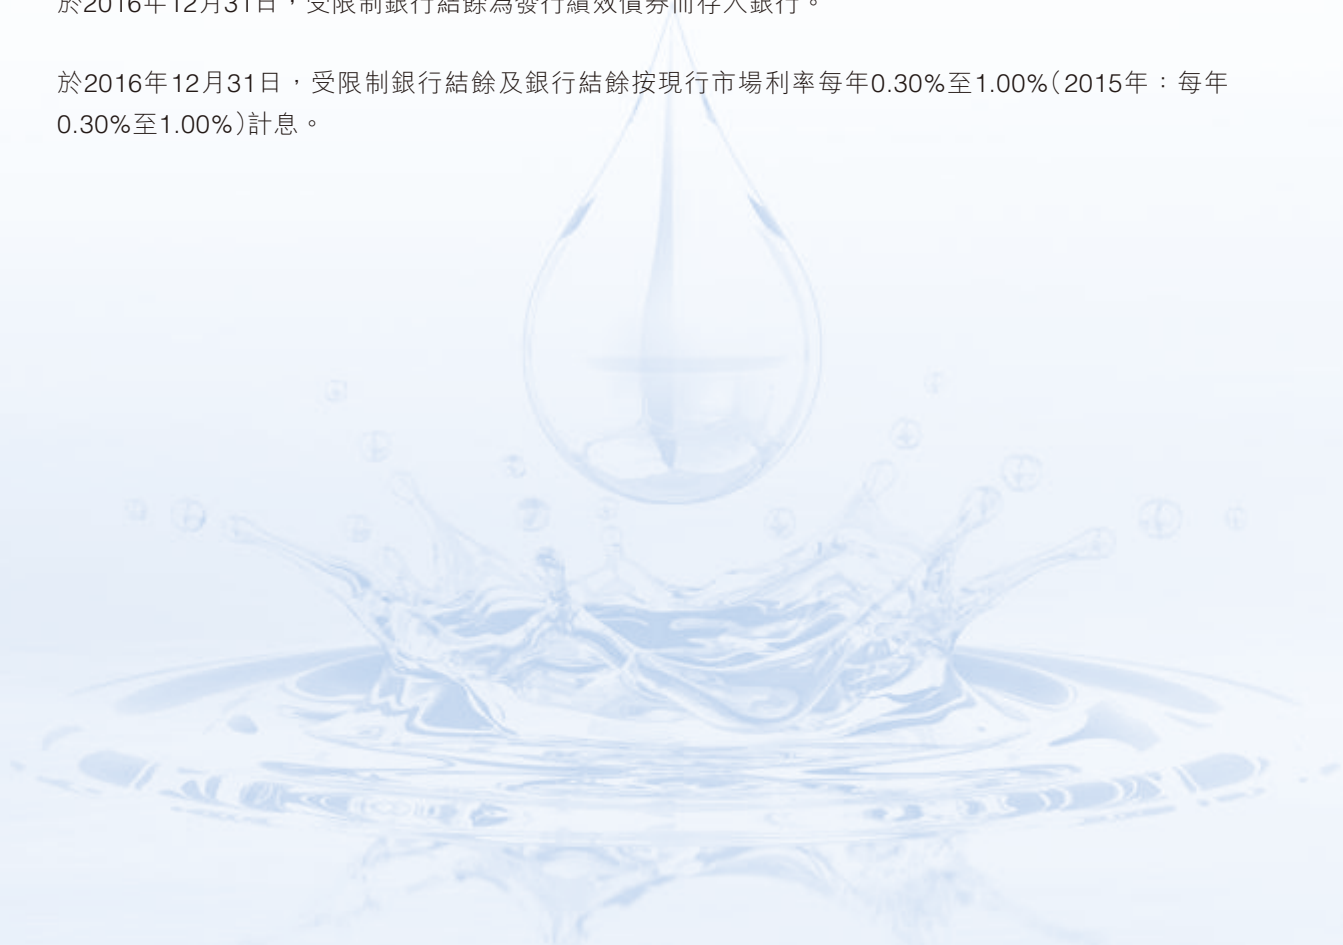 於2016年12月31日，受限制銀行結餘為發行績效債券而存入銀行。
於2016年12月31日，受限制銀行結餘及銀行結餘按現行市場利率每年0.30%至1.00%（2015年：每年
0.30%至1.00%）計息。